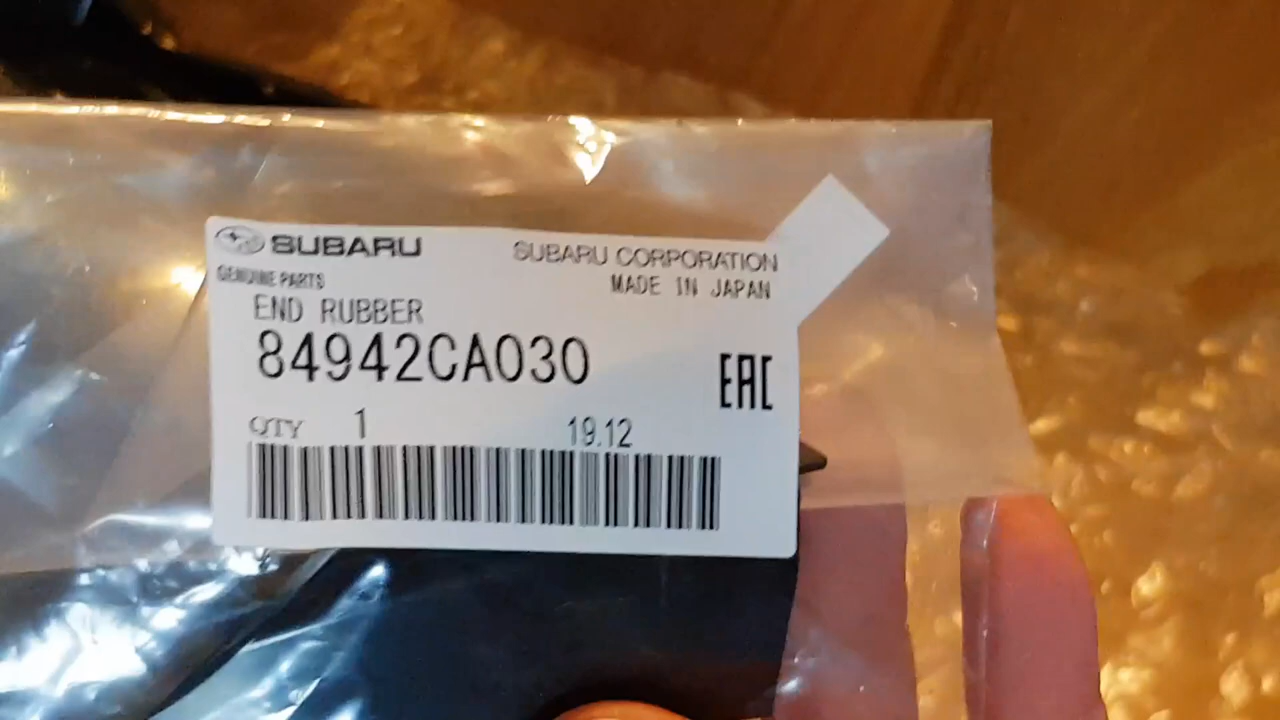 SUBARU
SUBARU CORPORATION
GENUINE PARTS
MADE IN JAPAN
END RUBBER
84942CA030
EAC
QTY 1 19.12